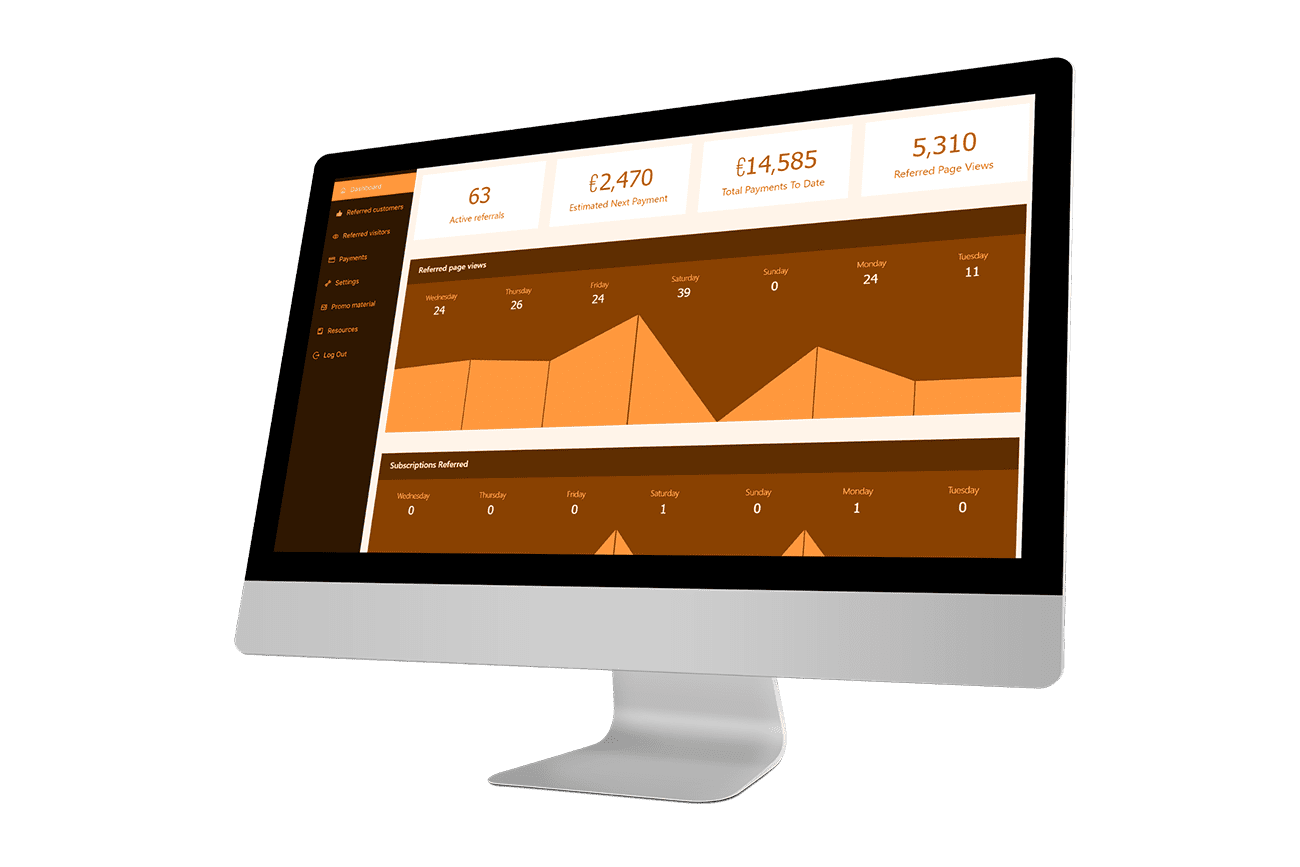 Dashboard
Referred customers
Referred visitors
Payments
Settings
Promo material
Resources
Log Out
63
Active referrals
€2,470
Estimated Next Payment
€14,585
Total Payments To Date
5,310
Referred Page Views
Referred page views
Wednesday Thursday Friday Saturday Sunday Monday Tuesday
24 26 24 39 0 24 11
Subscriptions Referred
Wednesday Thursday Friday Saturday Sunday Monday Tuesday
0 0 0 1 0 1 0